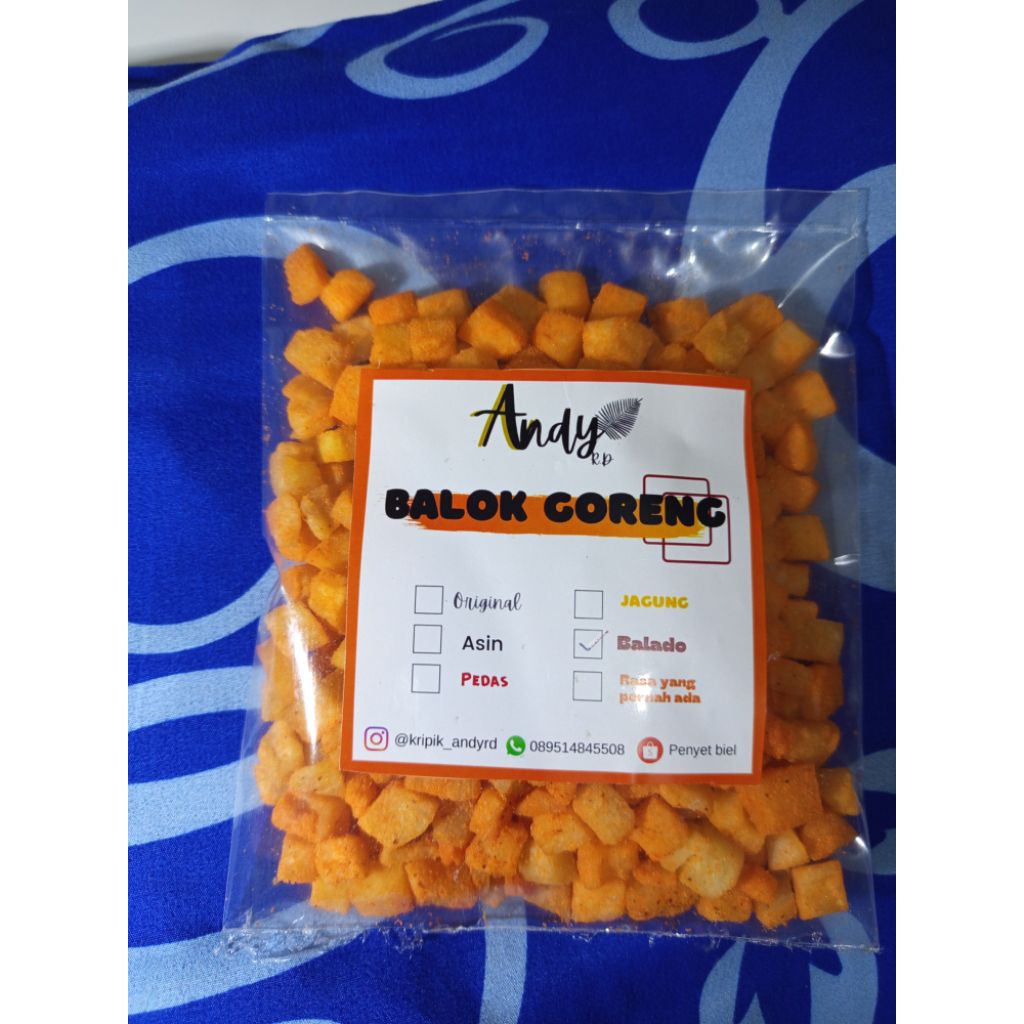 Andy
R.D
BALOK GORENG
Original
JAGUNG
Asin
Balado
PEDAS
Rasa yang
pernah ada
@kripik_andyrd 089514845508 Penyet biel